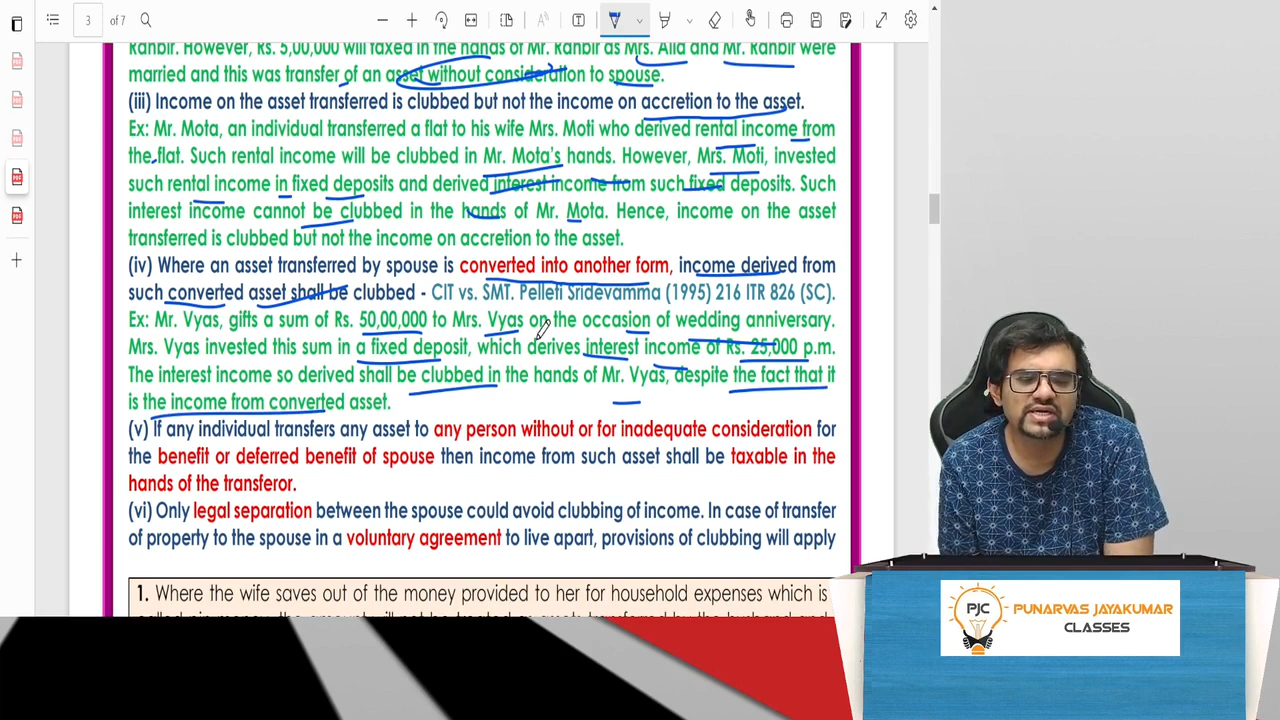 3 of 7
Ranbir. However, Rs. 5,00,000 will taxed in the hands of Mr. Ranbir as Mrs. Alia and Mr. Ranbir were
married and this was transfer of an asset without consideration to spouse.
(iii) Income on the asset transferred is clubbed but not the income on accretion to the asset.
Ex: Mr. Mota, an individual transferred a flat to his wife Mrs. Moti who derived rental income from
the flat. Such rental income will be clubbed in Mr. Mota's hands. However, Mrs. Moti, invested
such rental income in fixed deposits and derived interest income from such fixed deposits. Such
interest income cannot be clubbed in the hands of Mr. Mota. Hence, income on the asset
transferred is clubbed but not the income on accretion to the asset.
(iv) Where an asset transferred by spouse is converted into another form, income derived from
such converted asset shall be clubbed - CIT vs. SMT. Pelleti Sridevamma (1995) 216 ITR 826 (SC).
Ex: Mr. Vyas, gifts a sum of Rs. 50,00,000 to Mrs. Vyas on the occasion of wedding anniversary.
Mrs. Vyas invested this sum in a fixed deposit, which derives interest income of Rs. 25,000 p.m.
The interest income so derived shall be clubbed in the hands of Mr. Vyas, despite the fact that it
is the income from converted asset.
(v) If any individual transfers any asset to any person without or for inadequate consideration for
the benefit or deferred benefit of spouse then income from such asset shall be taxable in the
hands of the transferor.
(vi) Only legal separation between the spouse could avoid clubbing of income. In case of transfer
of property to the spouse in a voluntary agreement to live apart, provisions of clubbing will apply
1. Where the wife saves out of the money provided to her for household expenses which is
PJC
PUNARVAS JAYAKUMAR
CLASSES